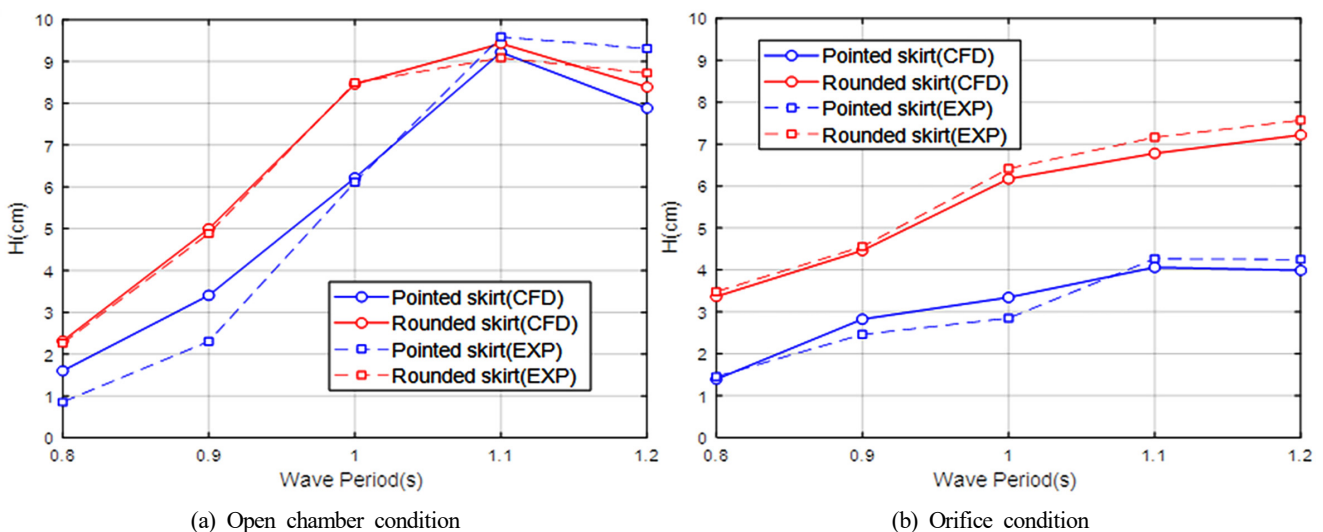 10
9
8
7
6
5
4
3
2
1
0
H(cm)
Pointed skirt(CFD)
Rounded skirt(CFD)
Pointed skirt(EXP)
Rounded skirt(EXP)
0.8 0.9 1 1.1 1.2
Wave Period(s)
(a) Open chamber condition
10
9
8
7
6
5
4
3
2
1
0
H(cm)
Pointed skirt(CFD)
Rounded skirt(CFD)
Pointed skirt(EXP)
Rounded skirt(EXP)
0.8 0.9 1 1.1 1.2
Wave Period(s)
(b) Orifice condition